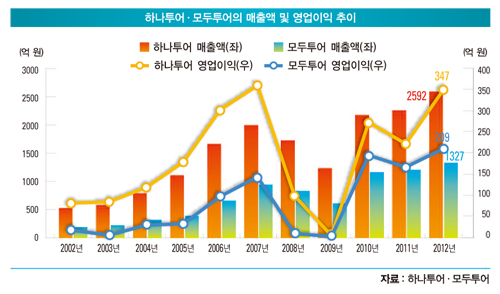 하나투어·모두투어의 매출액 및 영업이익 추이
(억 원) (억 원)
하나투어 매출액(좌) 모두투어 매출액(좌)
하나투어 영업이익(우) 모두투어 영업이익(우)
3000 400
2500 350
2000 300
1500 250
1000 200
500 150
0 100
50
0
2592 347
1327
2002년 2003년 2004년 2005년 2006년 2007년 2008년 2009년 2010년 2011년 2012년
자료 : 하나투어·모두투어